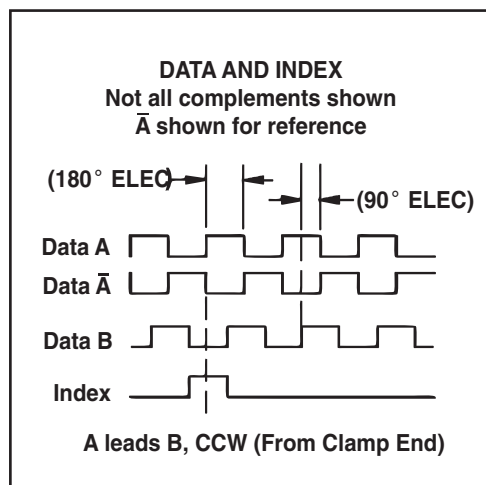 DATA AND INDEX
Not all complements shown
A̅ shown for reference
(180° ELEC)
(90° ELEC)
Data A
Data A̅
Data B
Index
A leads B, CCW (From Clamp End)